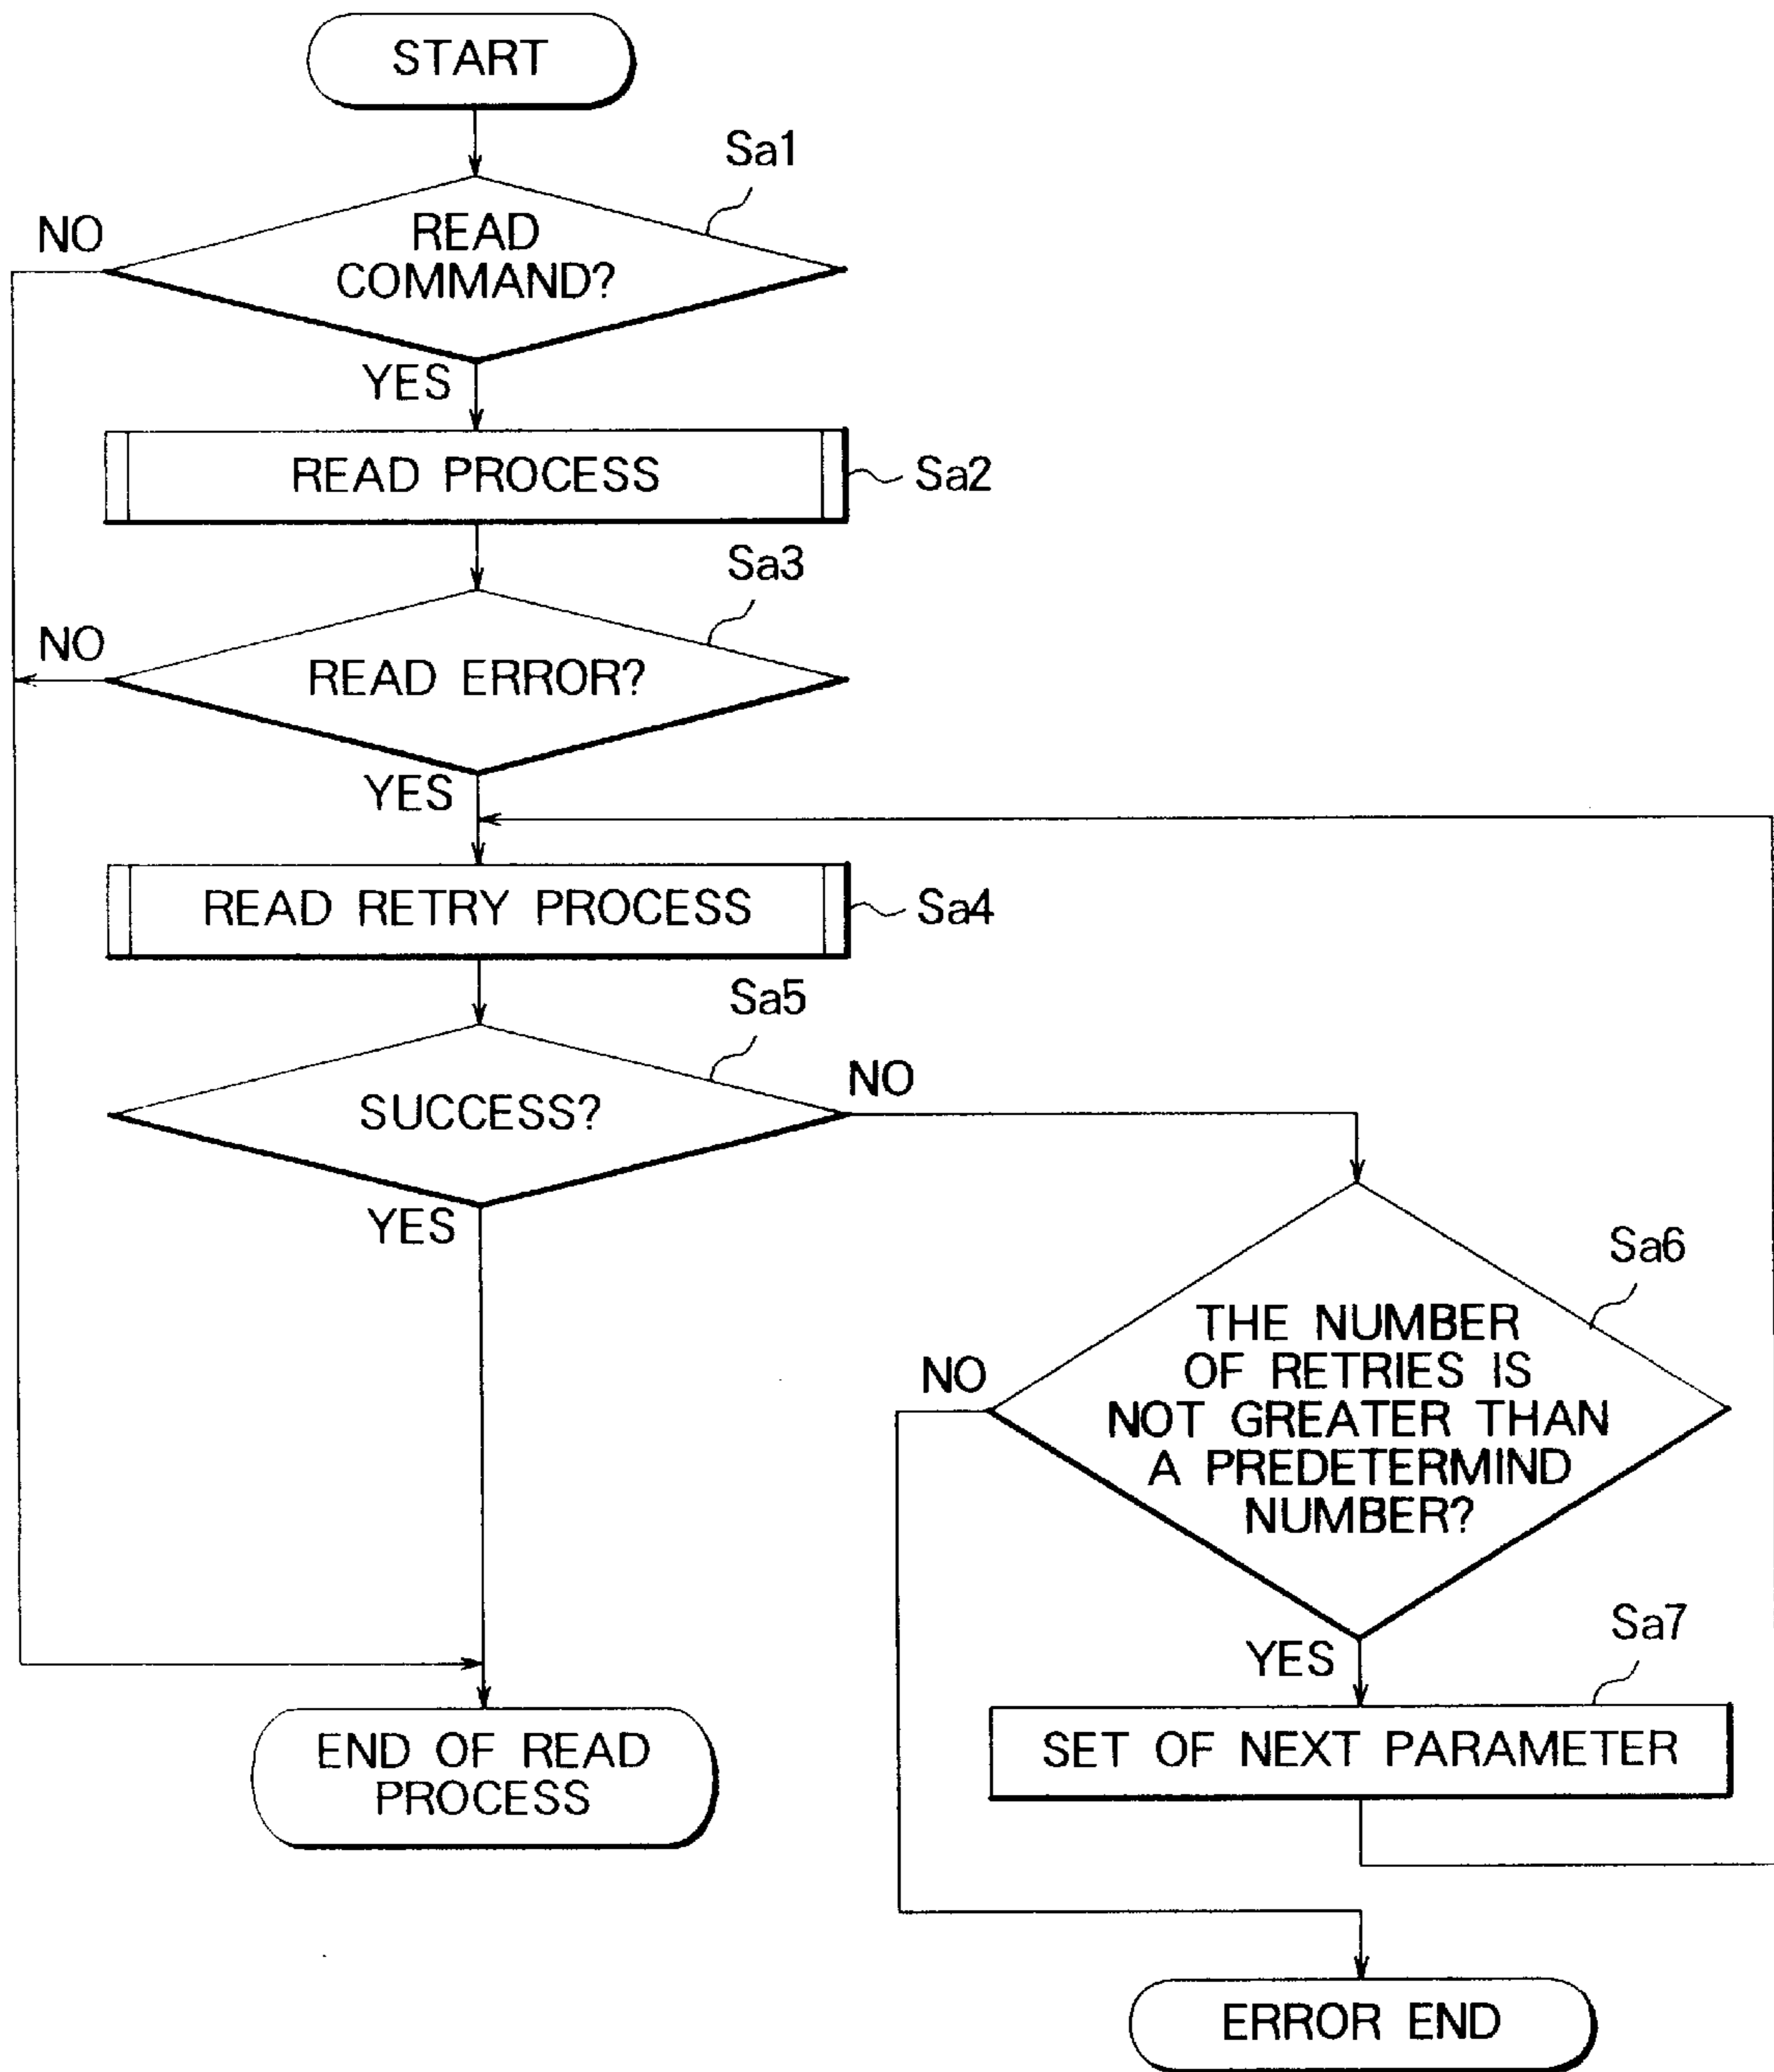 START
Sa1
NO
READ
COMMAND?
YES
READ PROCESS
Sa2
Sa3
NO
READ ERROR?
YES
READ RETRY PROCESS
Sa4
Sa5
NO
SUCCESS?
YES
Sa6
THE NUMBER
OF RETRIES IS
NO
NOT GREATER THAN
A PREDETERMIND
NUMBER?
Sa7
YES
SET OF NEXT PARAMETER
END OF READ
PROCESS
ERROR END